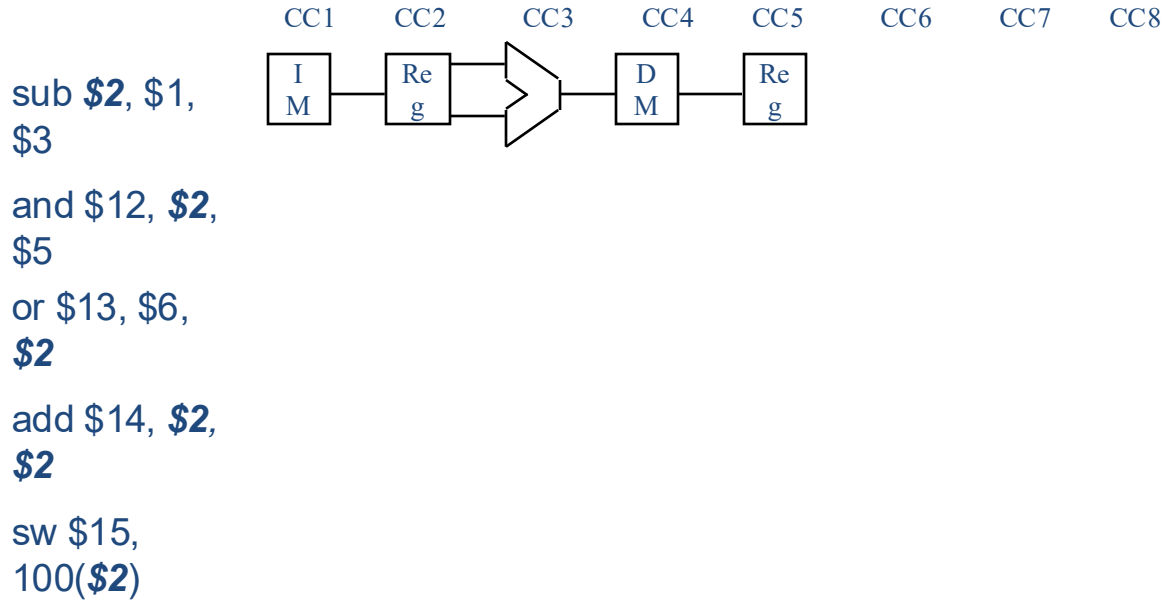 CC1 CC2 CC3 CC4 CC5 CC6 CC7 CC8
I Re D Re
M g M g
sub $2, $1,
$3
and $12, $2,
$5
or $13, $6,
$2
add $14, $2,
$2
sw $15,
100($2)